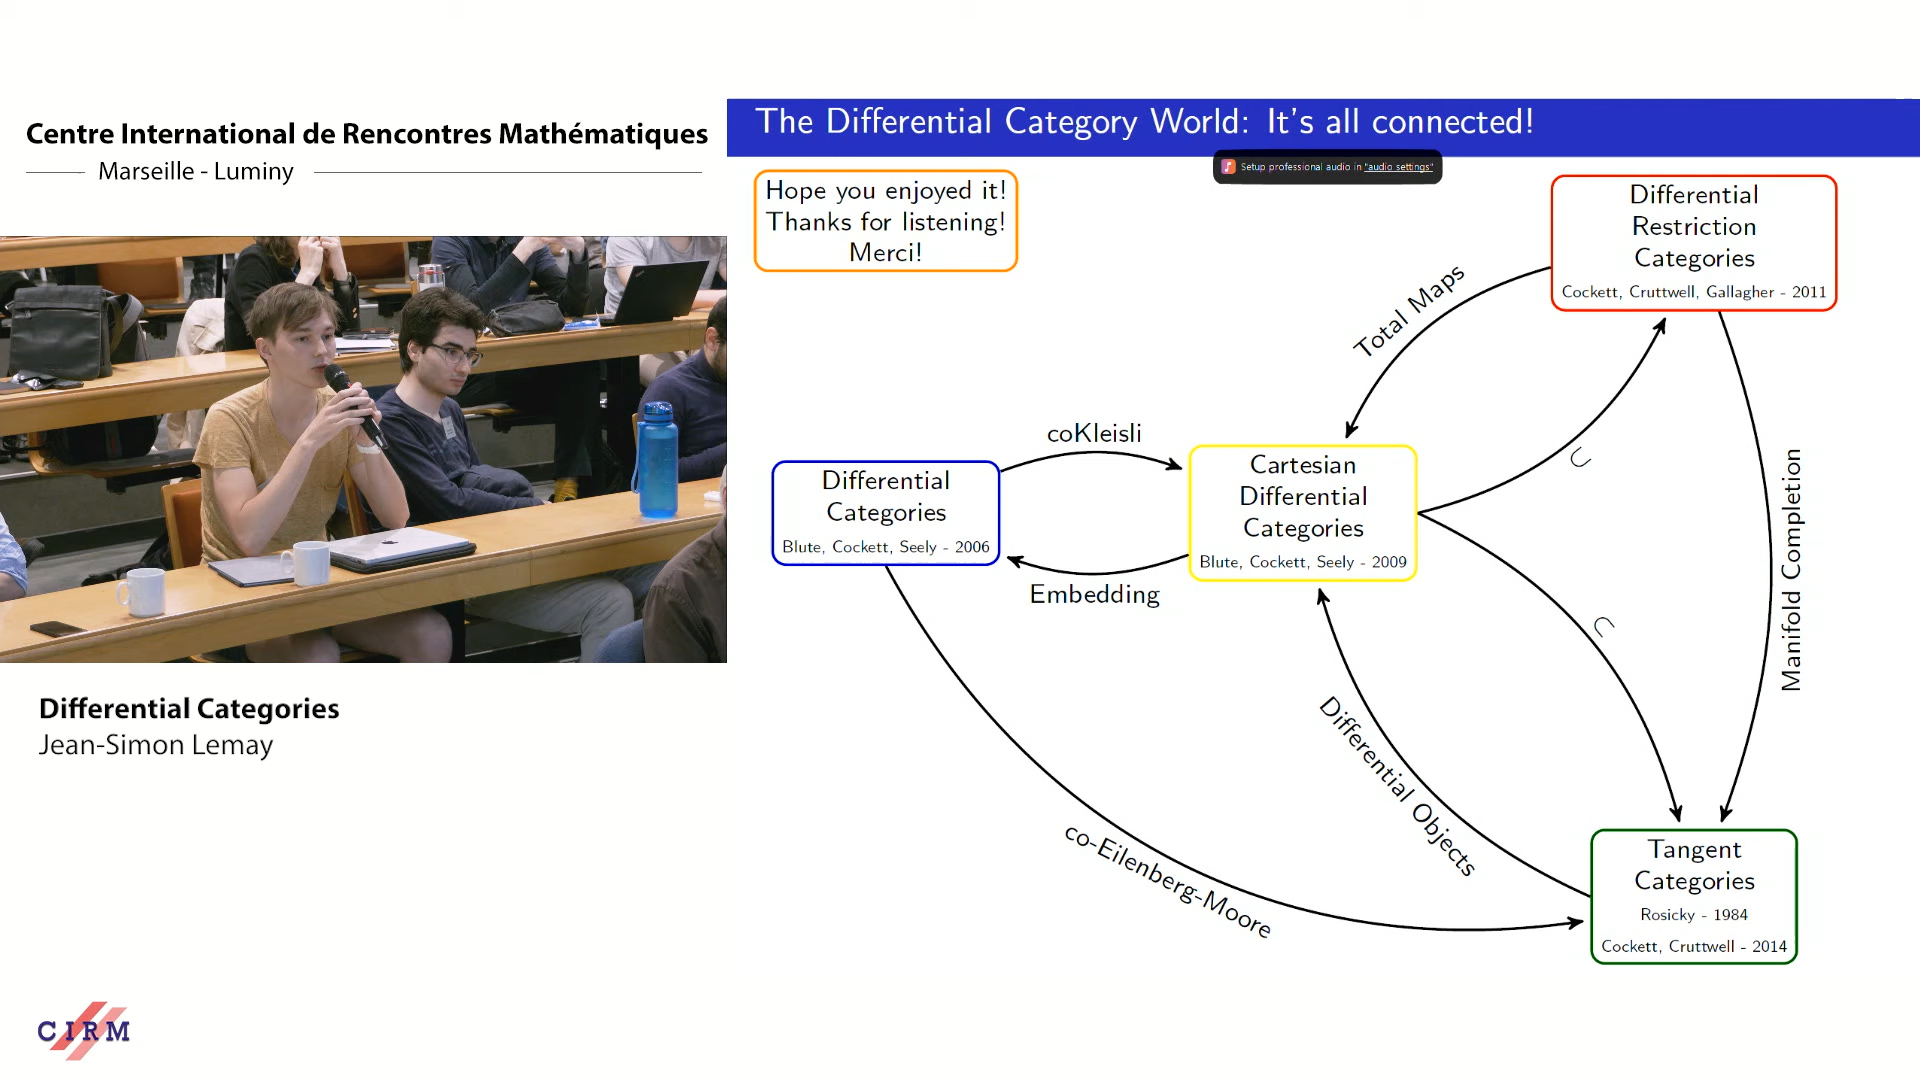 Centre International de Rencontres Mathématiques
Marseille - Luminy
The Differential Category World: It's all connected!
Setup professional audio in "audio settings"
Hope you enjoyed it!
Thanks for listening!
Merci!
Differential
Restriction
Categories
Cockett, Cruttwell, Gallagher - 2011
Total Maps
⊂
coKleisli
Differential
Categories
Blute, Cockett, Seely - 2006
Cartesian
Differential
Categories
Blute, Cockett, Seely - 2009
Embedding
⊂
Manifold Completion
Differential Objects
co-Eilenberg-Moore
Tangent
Categories
Rosicky - 1984
Cockett, Cruttwell - 2014
Differential Categories
Jean-Simon Lemay
CIRM